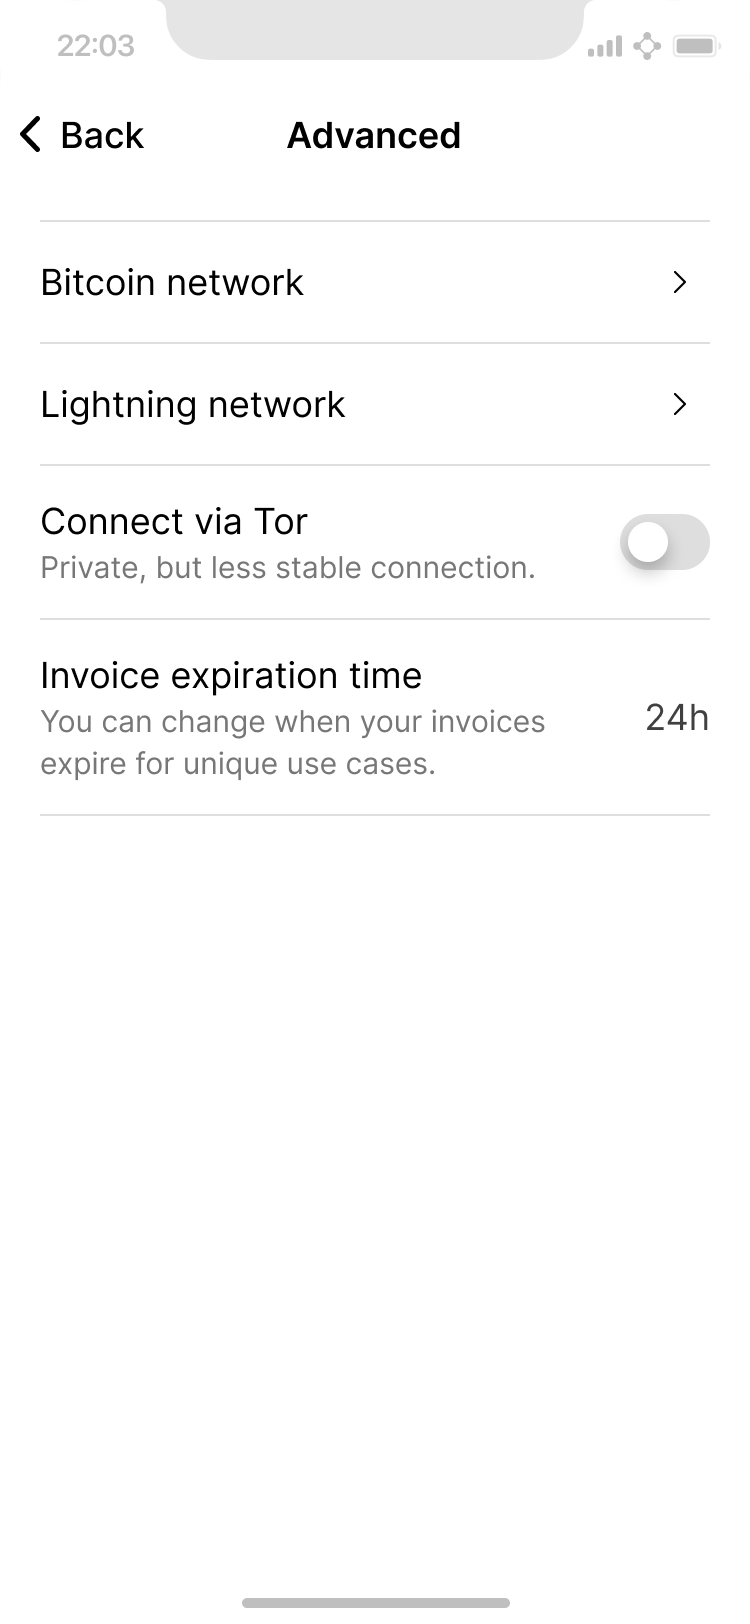 22:03
Back
Advanced
Bitcoin network
Lightning network
Connect via Tor
Private, but less stable connection.
Invoice expiration time
You can change when your invoices
expire for unique use cases.
24h